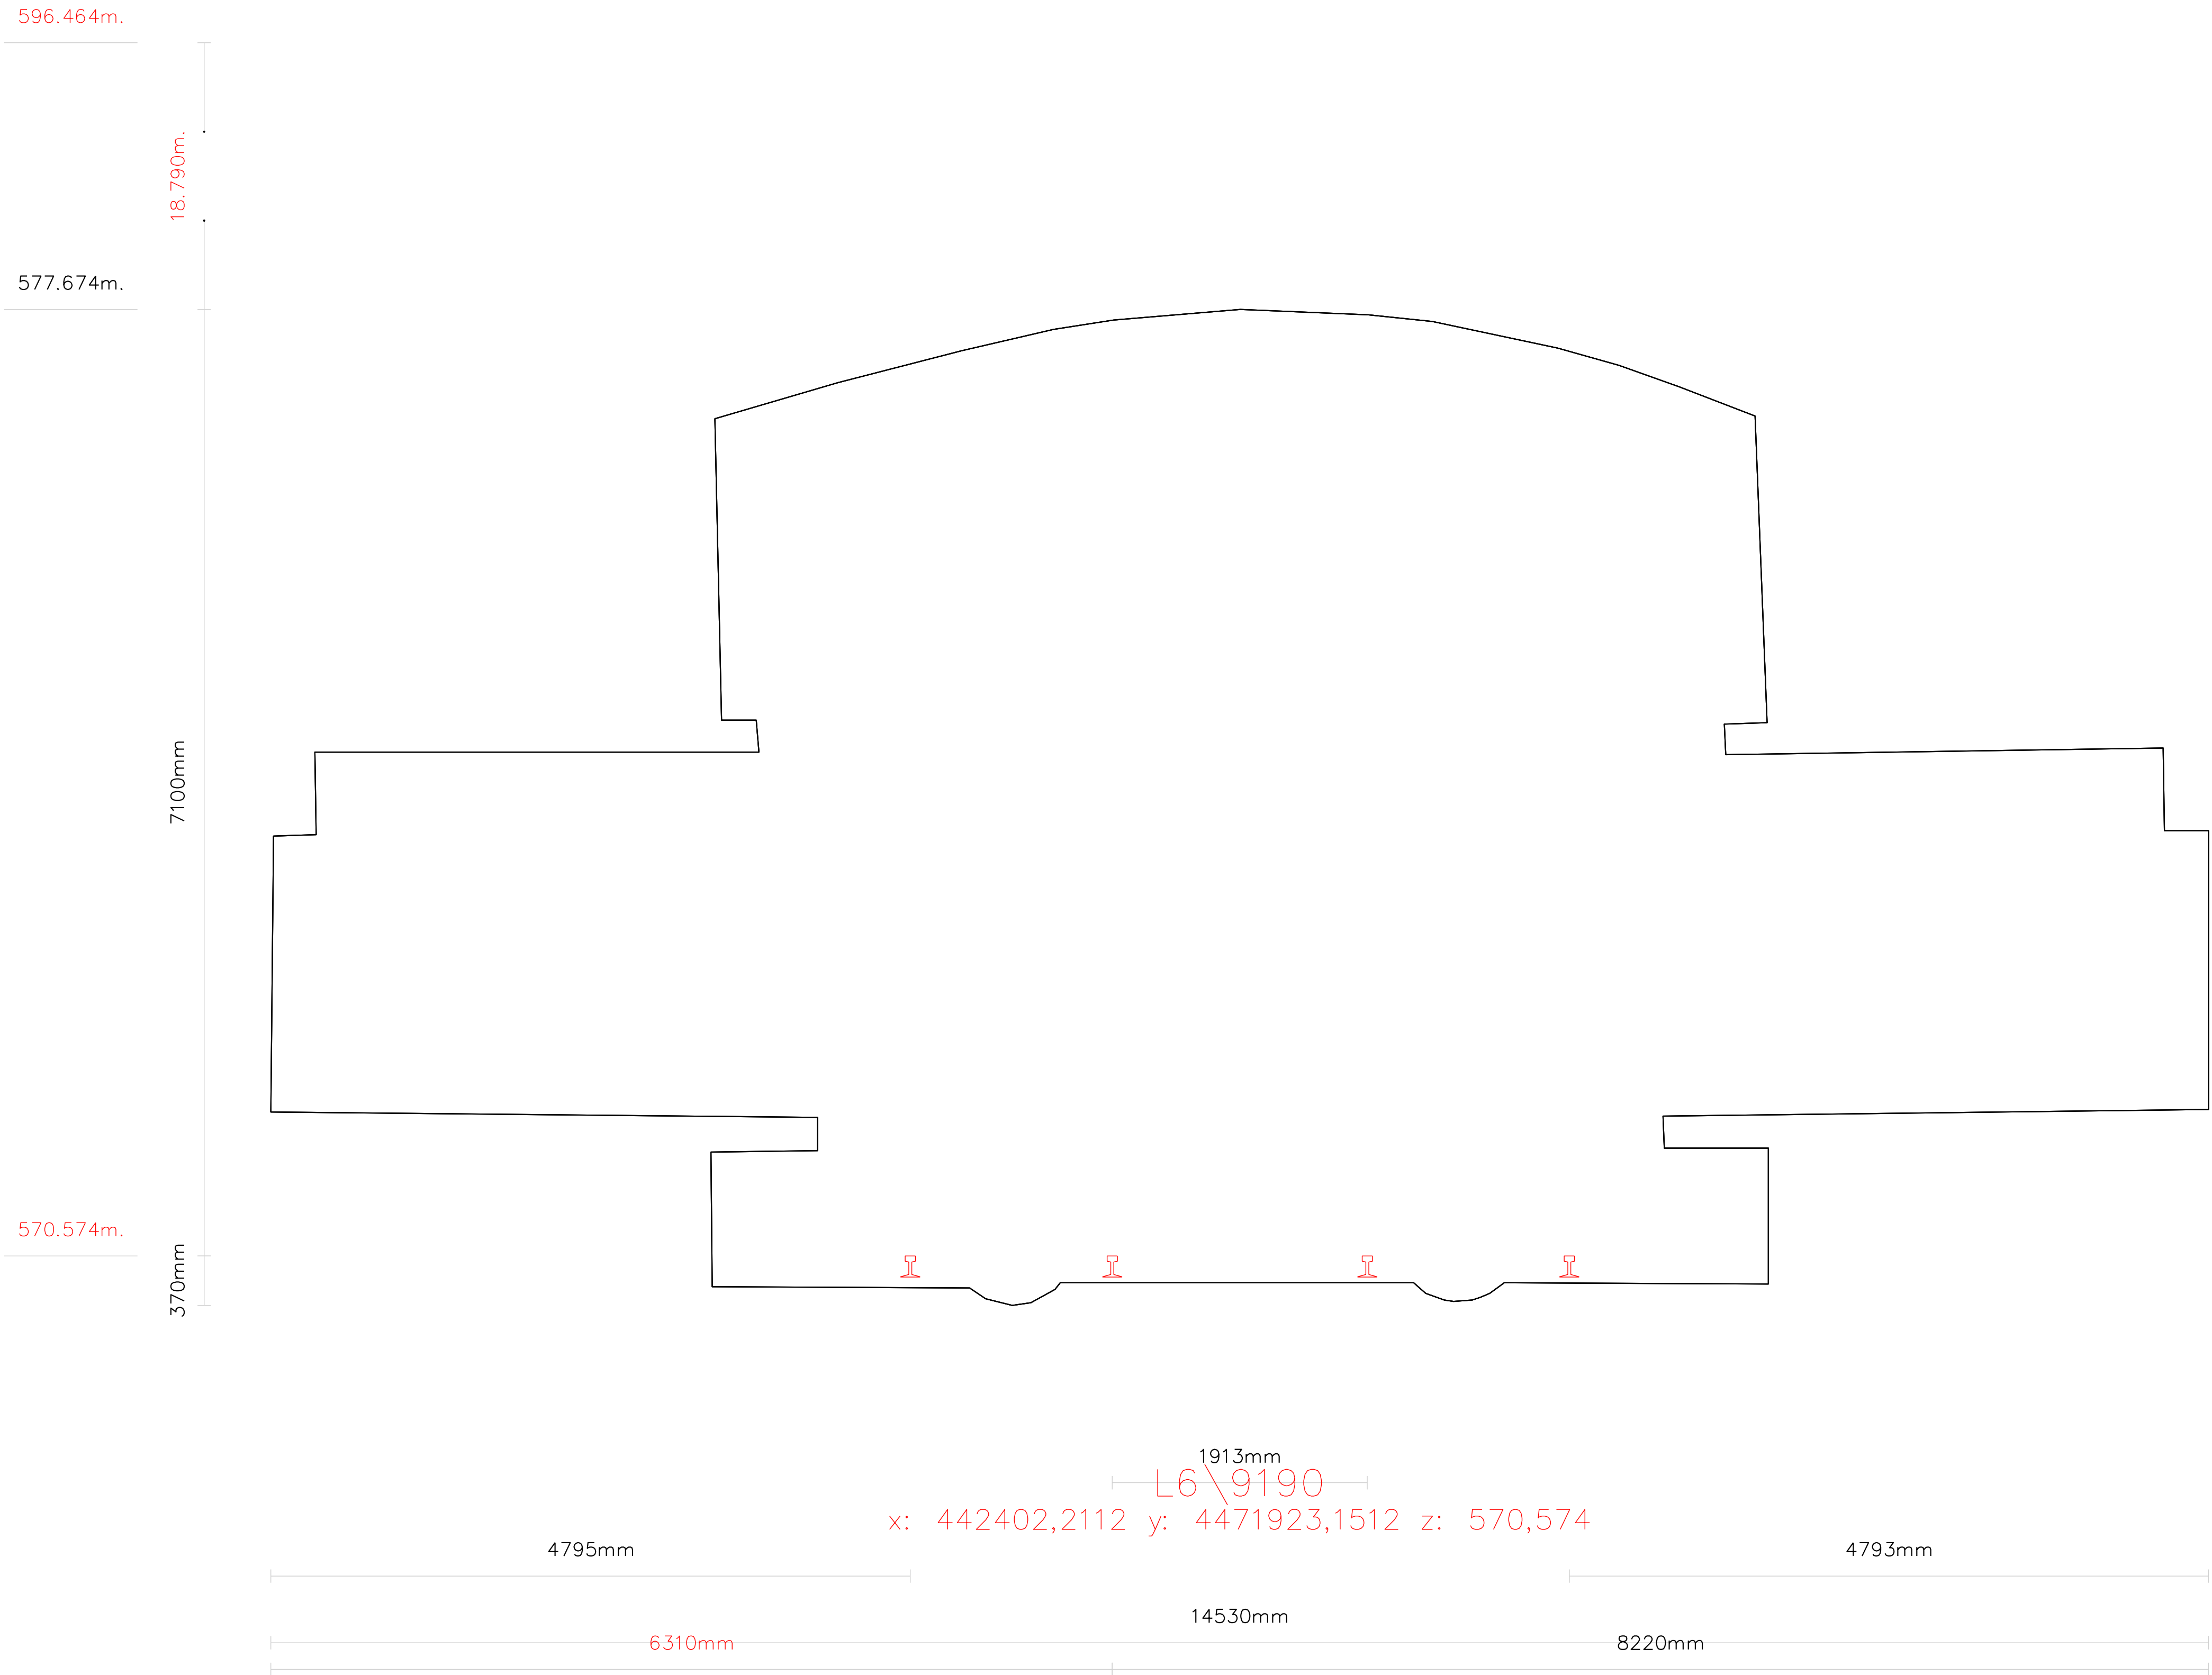 596.464m.
18.790m.
577.674m.
7100mm
570.574m.
370mm
1913mm
L6\9190
x: 442402,2112 y: 4471923,1512 z: 570,574
4795mm
4793mm
14530mm
6310mm
8220mm